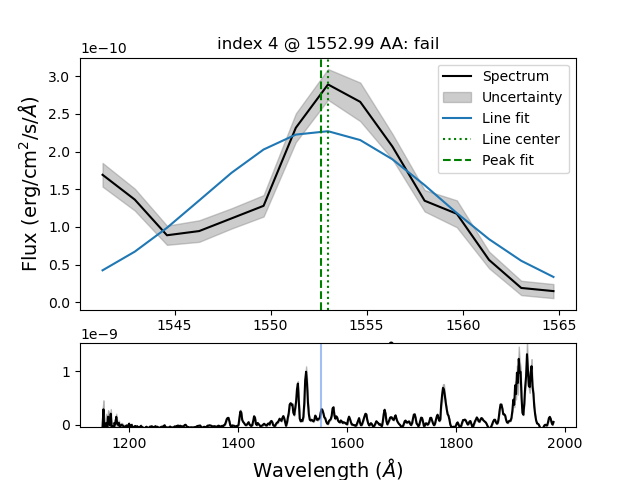 index 4 @ 1552.99 AA: fail
1e−10
Flux (erg/cm²/s/Å)
3.0
2.5
2.0
1.5
1.0
0.5
0.0
Spectrum
Uncertainty
Line fit
Line center
Peak fit
1545 1550 1555 1560 1565
1e−9
1
0
1200 1400 1600 1800 2000
Wavelength (Å)